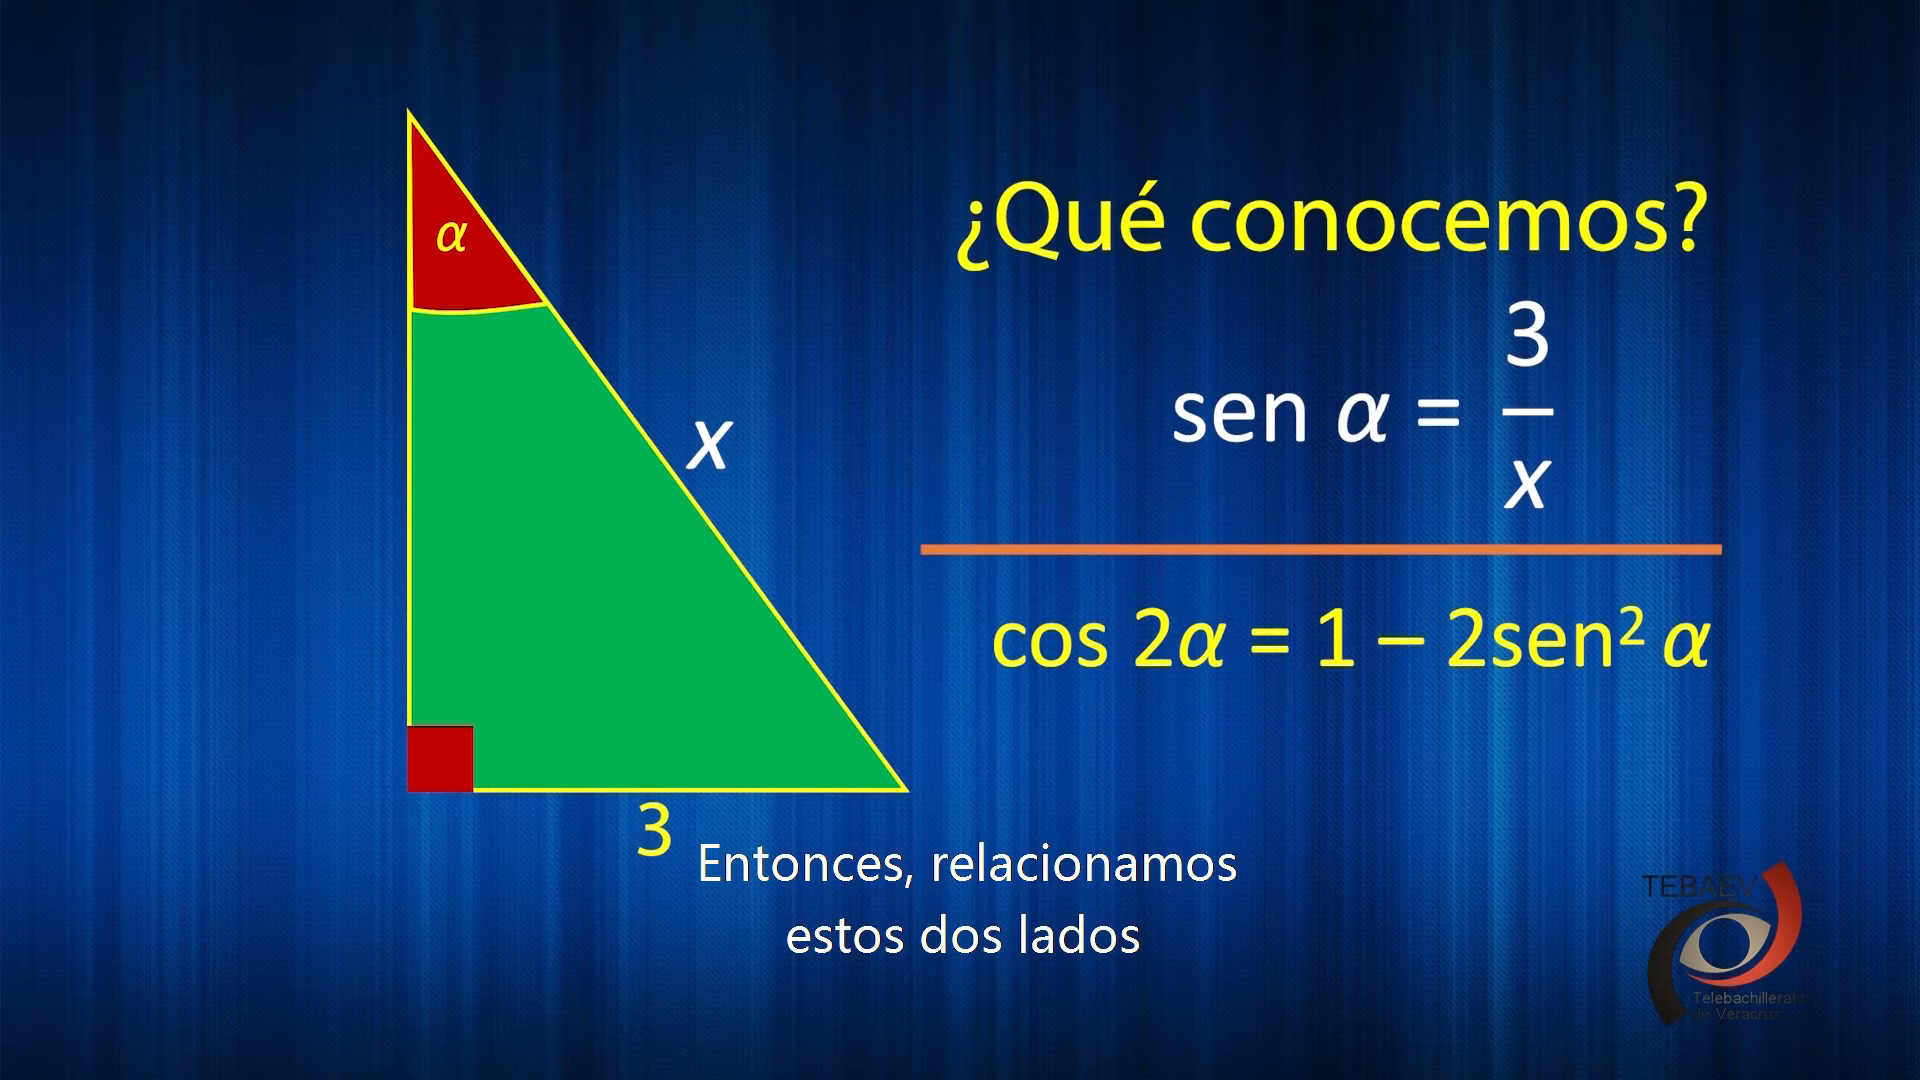 α
x
3
¿Qué conocemos?
sen α = 3/x
cos 2α = 1 – 2sen² α
Entonces, relacionamos
estos dos lados
TEBAEV
Telebachillerato
de Veracruz